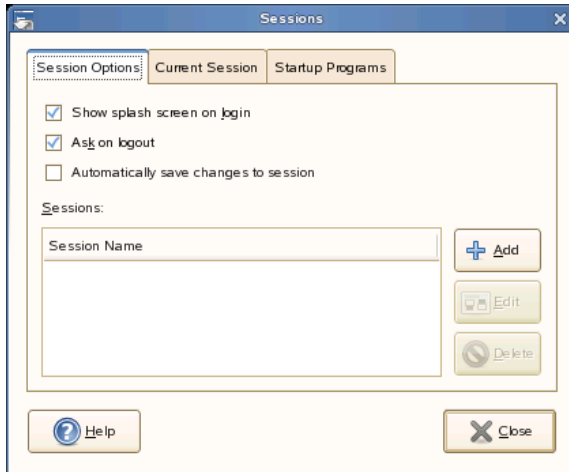 Sessions
Session Options Current Session Startup Programs
Show splash screen on login
Ask on logout
Automatically save changes to session
Sessions:
Session Name
Add
Edit
Delete
Help
Close